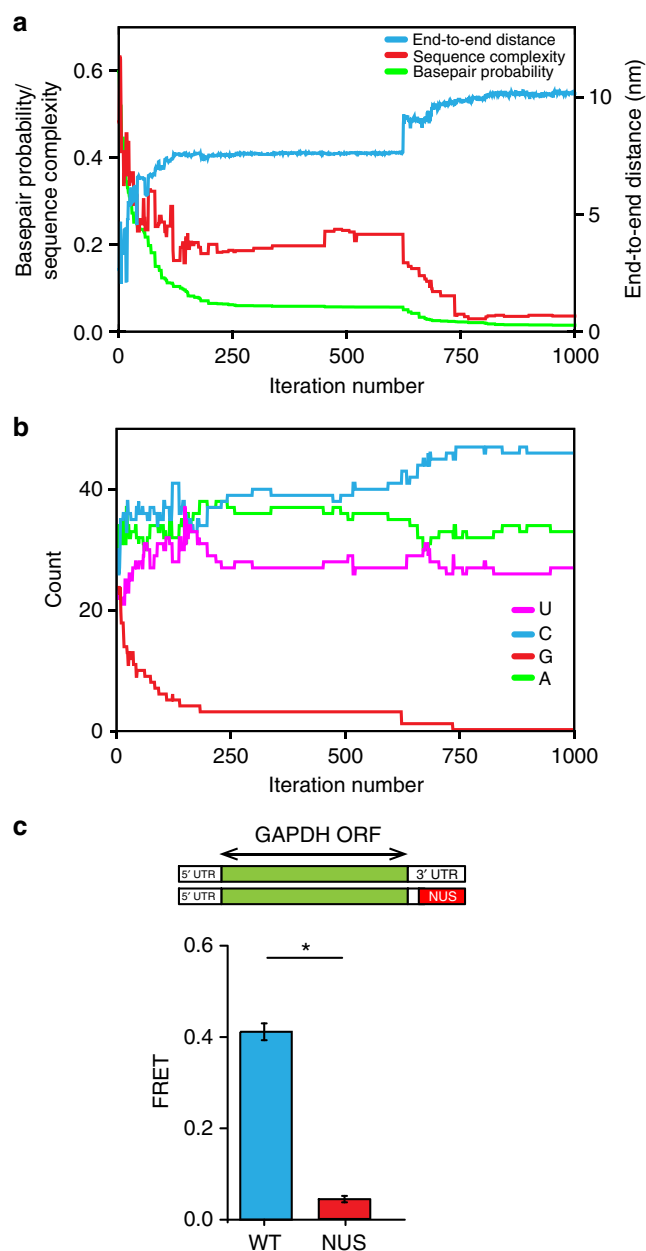 a
End-to-end distance
Sequence complexity
Basepair probability
Basepair probability/
sequence complexity
0.6
0.4
0.2
0.0
10
5
0
End-to-end distance (nm)
0 250 500 750 1000
Iteration number
b
Count
40
20
0
U
C
G
A
0 250 500 750 1000
Iteration number
c
GAPDH ORF
5′ UTR 3′ UTR
5′ UTR NUS
FRET
0.6
0.4
0.2
0.0
*
WT NUS